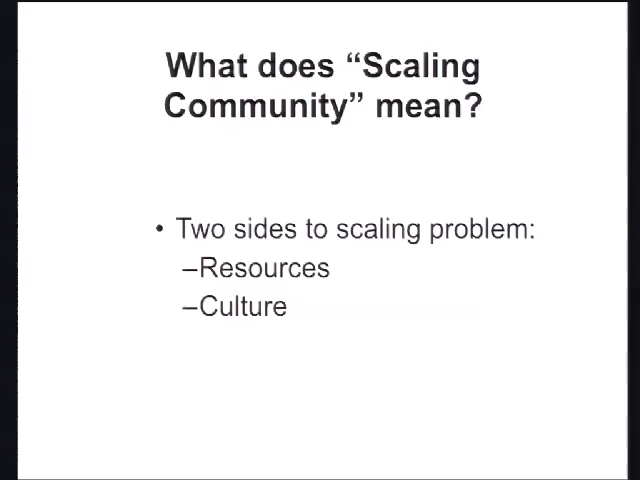 What does “Scaling
Community” mean?
• Two sides to scaling problem:
–Resources
–Culture